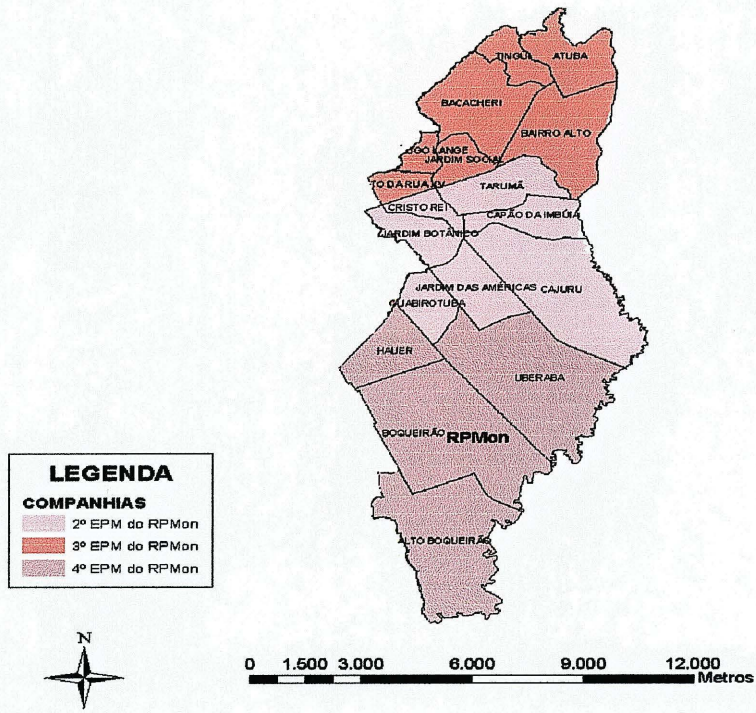 TINGUI
ATUBA
BACACHERI
BAIRRO ALTO
JARDIM SOCIAL
TARUMÃ
CRISTO REI
CAPÃO DA IMBÚIA
JARDIM BOTÂNICO
JARDIM DAS AMÉRICAS
CAJURU
GUABIROTUBA
HAUER
UBERABA
BOQUEIRÃO
RPMon
ALTO BOQUEIRÃO
LEGENDA
COMPANHIAS
2º EPM do RPMon
3º EPM do RPMon
4º EPM do RPMon
N
0 1.500 3.000 6.000 9.000 12.000
Metros